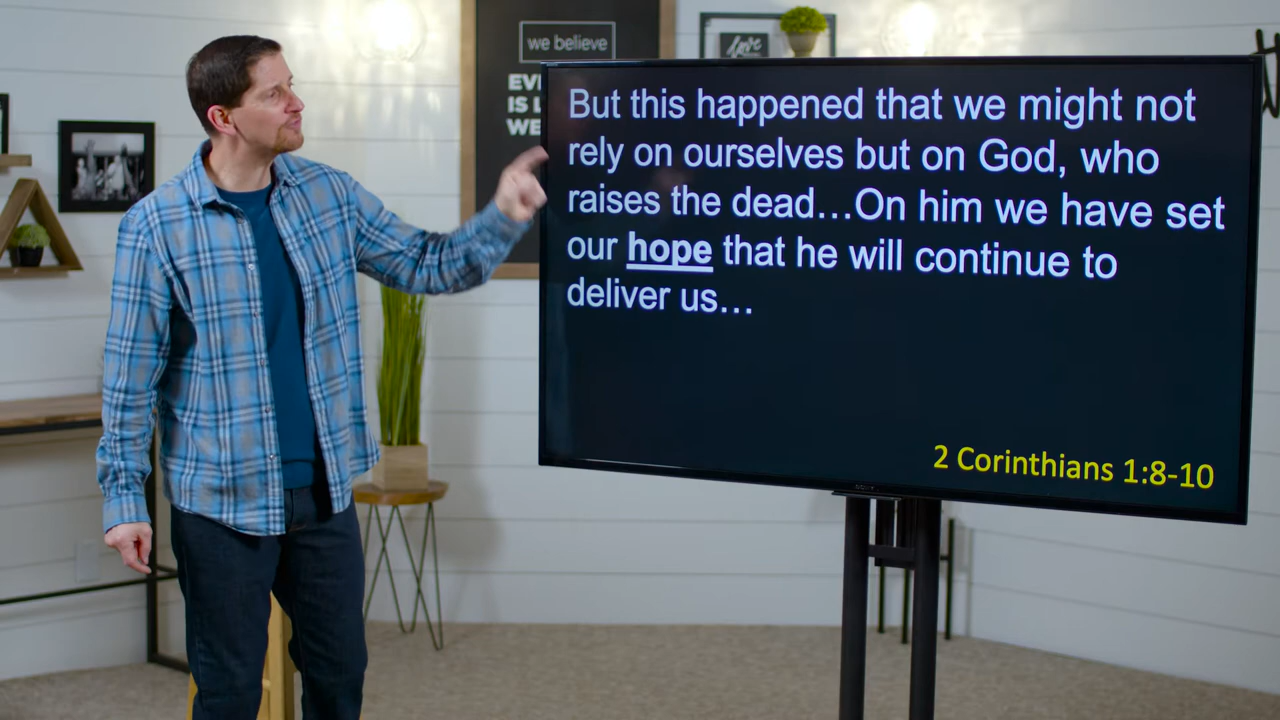 we believe
love
But this happened that we might not
rely on ourselves but on God, who
raises the dead...On him we have set
our hope that he will continue to
deliver us...
2 Corinthians 1:8-10